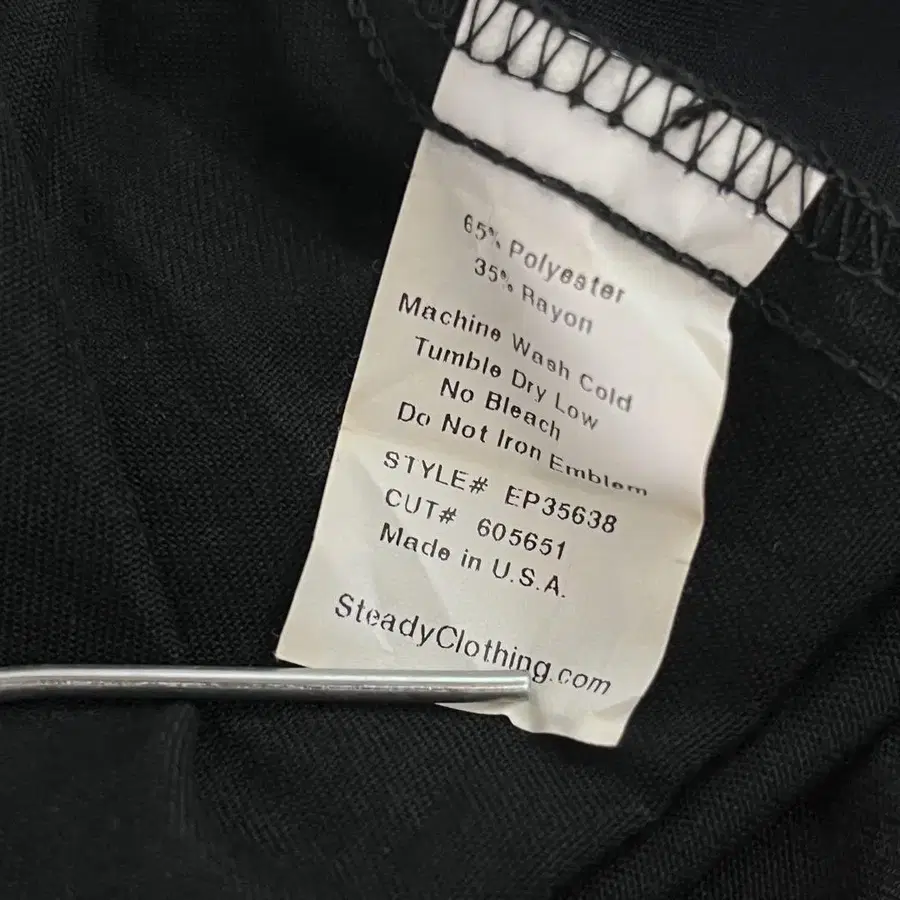 65% Polyester
35% Rayon
Machine Wash Cold
Tumble Dry Low
No Bleach
Do Not Iron Emblem
STYLE# EP35638
CUT# 605651
Made in U.S.A.
SteadyClothing.com